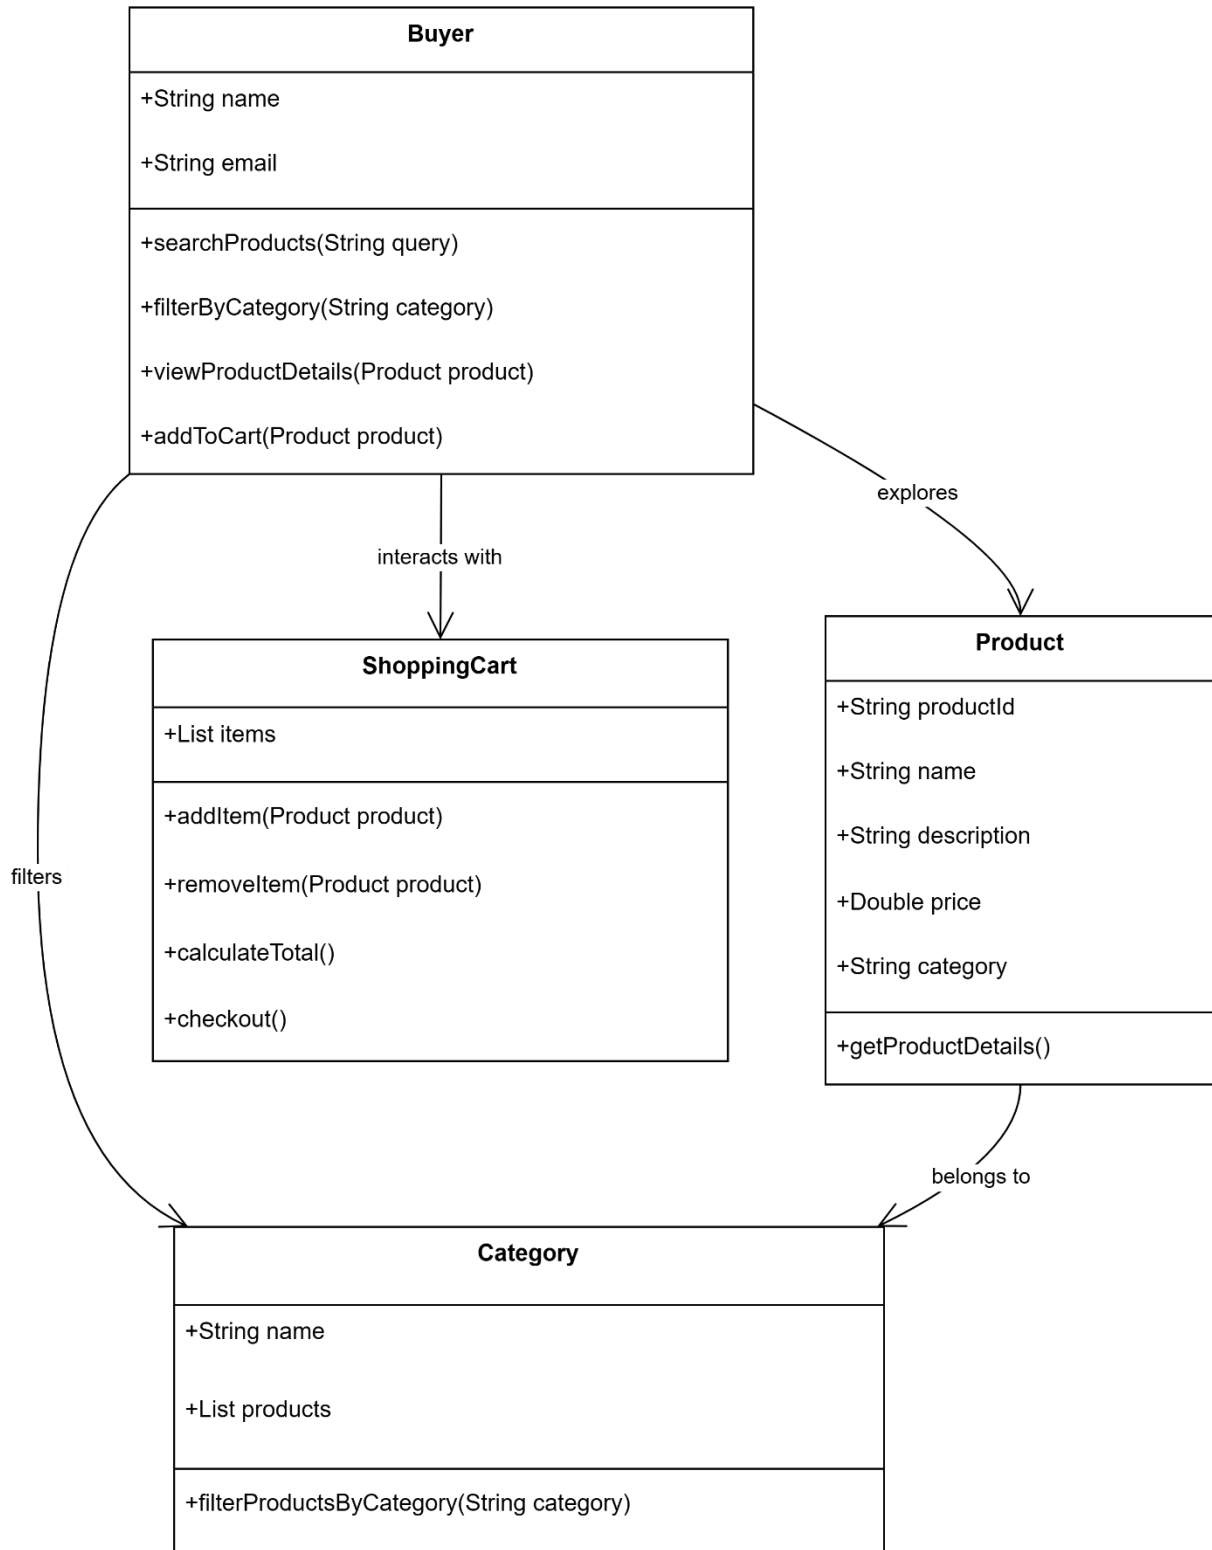 Buyer
+String name
+String email
+searchProducts(String query)
+filterByCategory(String category)
+viewProductDetails(Product product)
+addToCart(Product product)
explores
interacts with
ShoppingCart
+List items
+addItem(Product product)
+removeItem(Product product)
+calculateTotal()
+checkout()
Product
+String productId
+String name
+String description
+Double price
+String category
+getProductDetails()
filters
belongs to
Category
+String name
+List products
+filterProductsByCategory(String category)